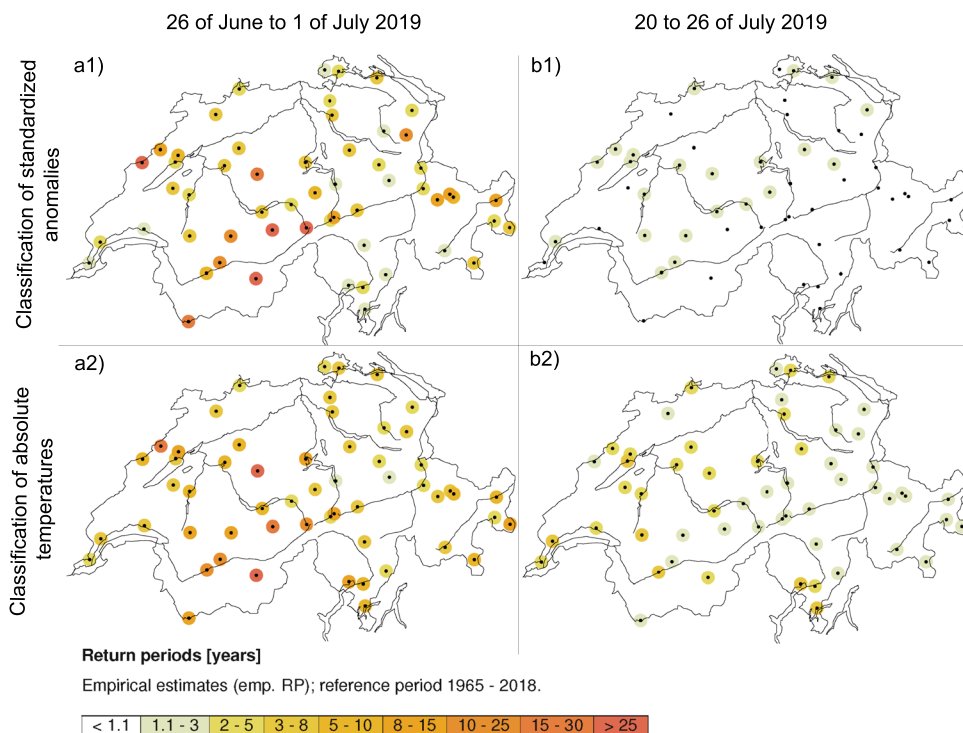 26 of June to 1 of July 2019
20 to 26 of July 2019
a1)
b1)
Classification of standardized
anomalies
a2)
b2)
Classification of absolute
temperatures
Return periods [years]
Empirical estimates (emp. RP); reference period 1965 - 2018.
< 1.1 1.1 - 3 2 - 5 3 - 8 5 - 10 8 - 15 10 - 25 15 - 30 > 25